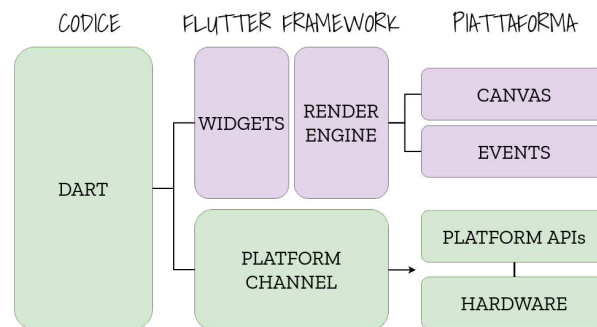 CODICE
FLUTTER FRAMEWORK
PIATTAFORMA
DART
WIDGETS
RENDER
ENGINE
CANVAS
EVENTS
PLATFORM
CHANNEL
PLATFORM APIs
HARDWARE